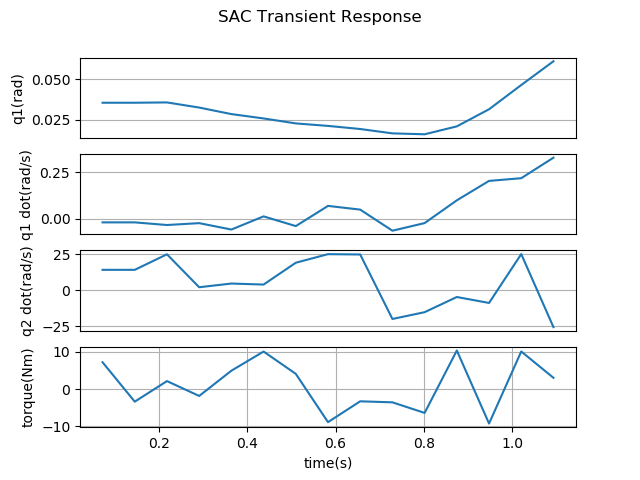 SAC Transient Response
q1(rad)
0.050
0.025
q1 dot(rad/s)
0.25
0.00
q2 dot(rad/s)
25
0
−25
torque(Nm)
10
0
−10
0.2 0.4 0.6 0.8 1.0
time(s)